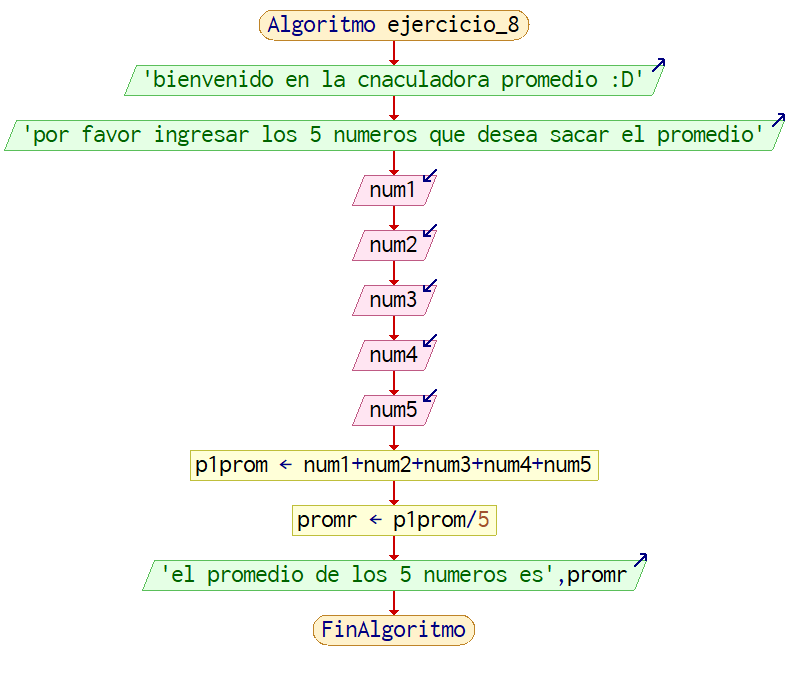 Algoritmo ejercicio_8
'bienvenido en la cnaculadora promedio :D'
'por favor ingresar los 5 numeros que desea sacar el promedio'
num1
num2
num3
num4
num5
p1prom ← num1+num2+num3+num4+num5
promr ← p1prom/5
'el promedio de los 5 numeros es',promr
FinAlgoritmo